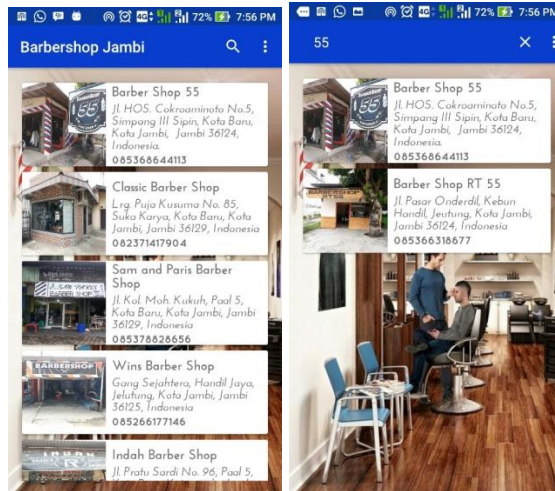 72% 7:56 PM
Barbershop Jambi
Barber Shop 55
Jl. HOS. Cokroaminoto No.5,
Simpang III Sipin, Kota Baru,
Kota Jambi, Jambi 36124,
Indonesia.
085368644113
Classic Barber Shop
Lrg. Puja Kusuma No. 85,
Suka Karya, Kota Baru, Kota
Jambi, Jambi 36129, Indonesia
082371417904
Sam and Paris Barber
Shop
Jl. Kol. Moh. Kukuh, Paal 5,
Kota Baru, Kota Jambi, Jambi
36129, Indonesia
085378828656
BARBERSHOP
Wins Barber Shop
Gang Sejahtera, Handil Jaya,
Jelutung, Kota Jambi, Jambi
36125, Indonesia
085266177146
Indah Barber Shop
Jl. Pratu Sardi No. 96, Paal 5,
4G 72% 7:56 PM
55
Barber Shop 55
Jl. HOS. Cokroaminoto No.5,
Simpang III Sipin, Kota Baru,
Kota Jambi, Jambi 36124,
Indonesia.
085368644113
BARBERSHOP
RT 55
Barber Shop RT 55
Jl. Pasar Onderdil, Kebun
Handil, Jeutung, Kota Jambi,
Jambi 36124, Indonesia
085366318677